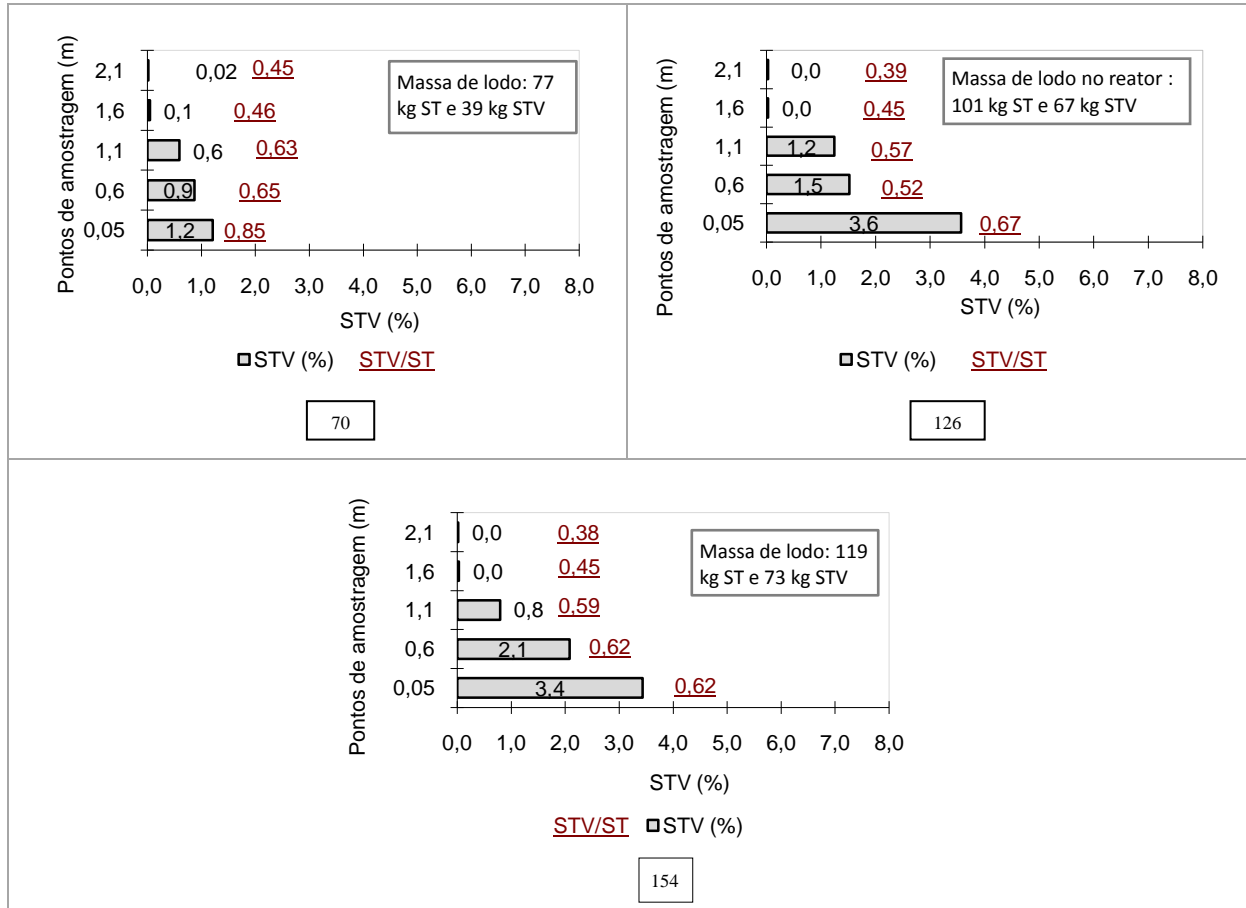 Pontos de amostragem (m)
2,1 0,02 0,45
1,6 0,1 0,46
1,1 0,6 0,63
0,6 0,9 0,65
0,05 1,2 0,85
Massa de lodo: 77
kg ST e 39 kg STV
0,0 1,0 2,0 3,0 4,0 5,0 6,0 7,0 8,0
STV (%)
STV (%) STV/ST
70
Pontos de amostragem (m)
2,1 0,0 0,39
1,6 0,0 0,45
1,1 1,2 0,57
0,6 1,5 0,52
0,05 3,6 0,67
Massa de lodo no reator :
101 kg ST e 67 kg STV
0,0 1,0 2,0 3,0 4,0 5,0 6,0 7,0 8,0
STV (%)
STV (%) STV/ST
126
Pontos de amostragem (m)
2,1 0,0 0,38
1,6 0,0 0,45
1,1 0,8 0,59
0,6 2,1 0,62
0,05 3,4 0,62
Massa de lodo: 119
kg ST e 73 kg STV
0,0 1,0 2,0 3,0 4,0 5,0 6,0 7,0 8,0
STV (%)
STV/ST STV (%)
154